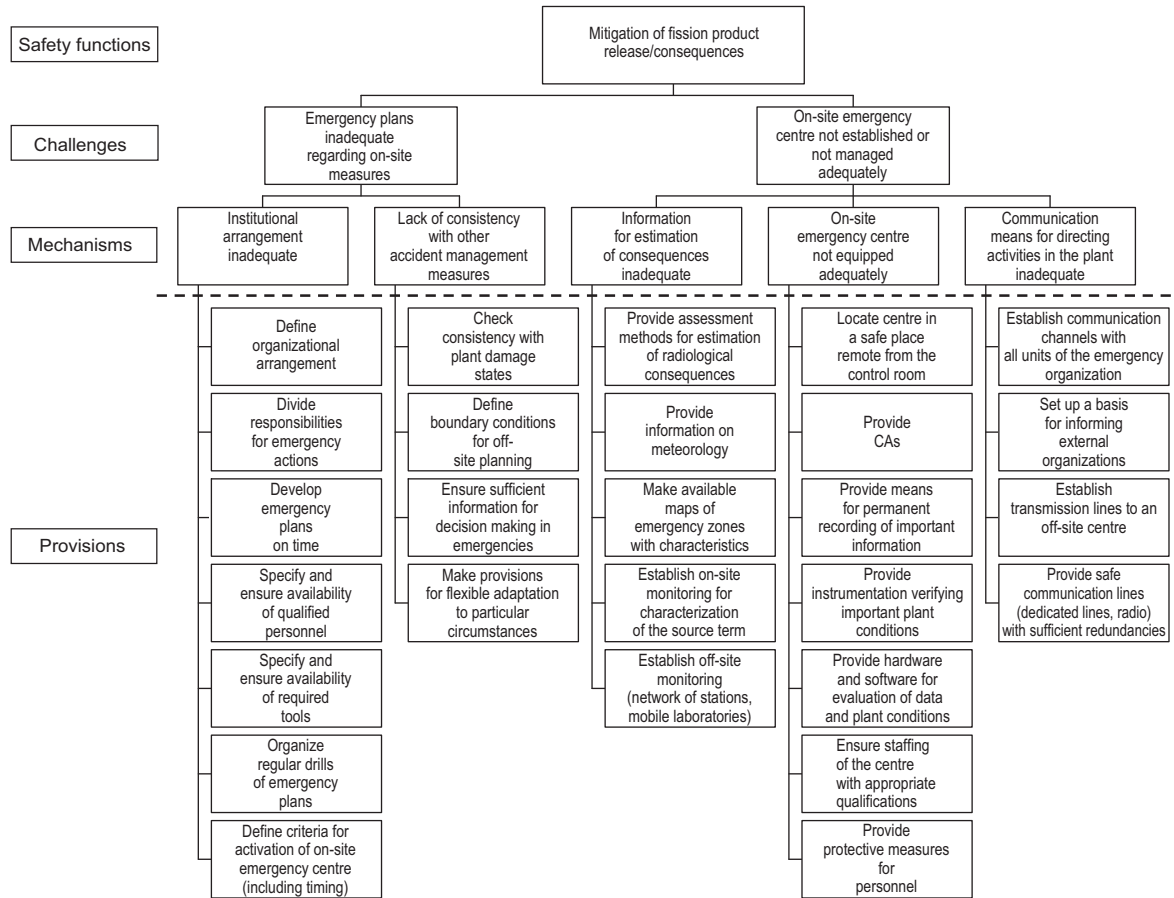 Safety functions
Mitigation of fission product
release/consequences
Challenges
Emergency plans
inadequate
regarding on-site
measures
On-site emergency
centre not established or
not managed
adequately
Mechanisms
Institutional
arrangement
inadequate
Lack of consistency
with other
accident management
measures
Information
for estimation
of consequences
inadequate
On-site
emergency centre
not equipped
adequately
Communication
means for directing
activities in the plant
inadequate
Provisions
Define
organizational
arrangement
Divide
responsibilities
for emergency
actions
Develop
emergency
plans
on time
Specify and
ensure availability
of qualified
personnel
Specify and
ensure availability
of required
tools
Organize
regular drills
of emergency
plans
Define criteria for
activation of on-site
emergency centre
(including timing)
Check
consistency with
plant damage
states
Define
boundary conditions
for off-
site planning
Ensure sufficient
information for
decision making in
emergencies
Make provisions
for flexible adaptation
to particular
circumstances
Provide assessment
methods for estimation
of radiological
consequences
Provide
information on
meteorology
Make available
maps of
emergency zones
with characteristics
Establish on-site
monitoring for
characterization
of the source term
Establish off-site
monitoring
(network of stations,
mobile laboratories)
Locate centre in
a safe place
remote from the
control room
Provide
CAs
Provide means
for permanent
recording of important
information
Provide
instrumentation verifying
important plant
conditions
Provide hardware
and software for
evaluation of data
and plant conditions
Ensure staffing
of the centre
with appropriate
qualifications
Provide
protective measures
for
personnel
Establish communication
channels with
all units of the emergency
organization
Set up a basis
for informing
external
organizations
Establish
transmission lines to an
off-site centre
Provide safe
communication lines
(dedicated lines, radio)
with sufficient redundancies